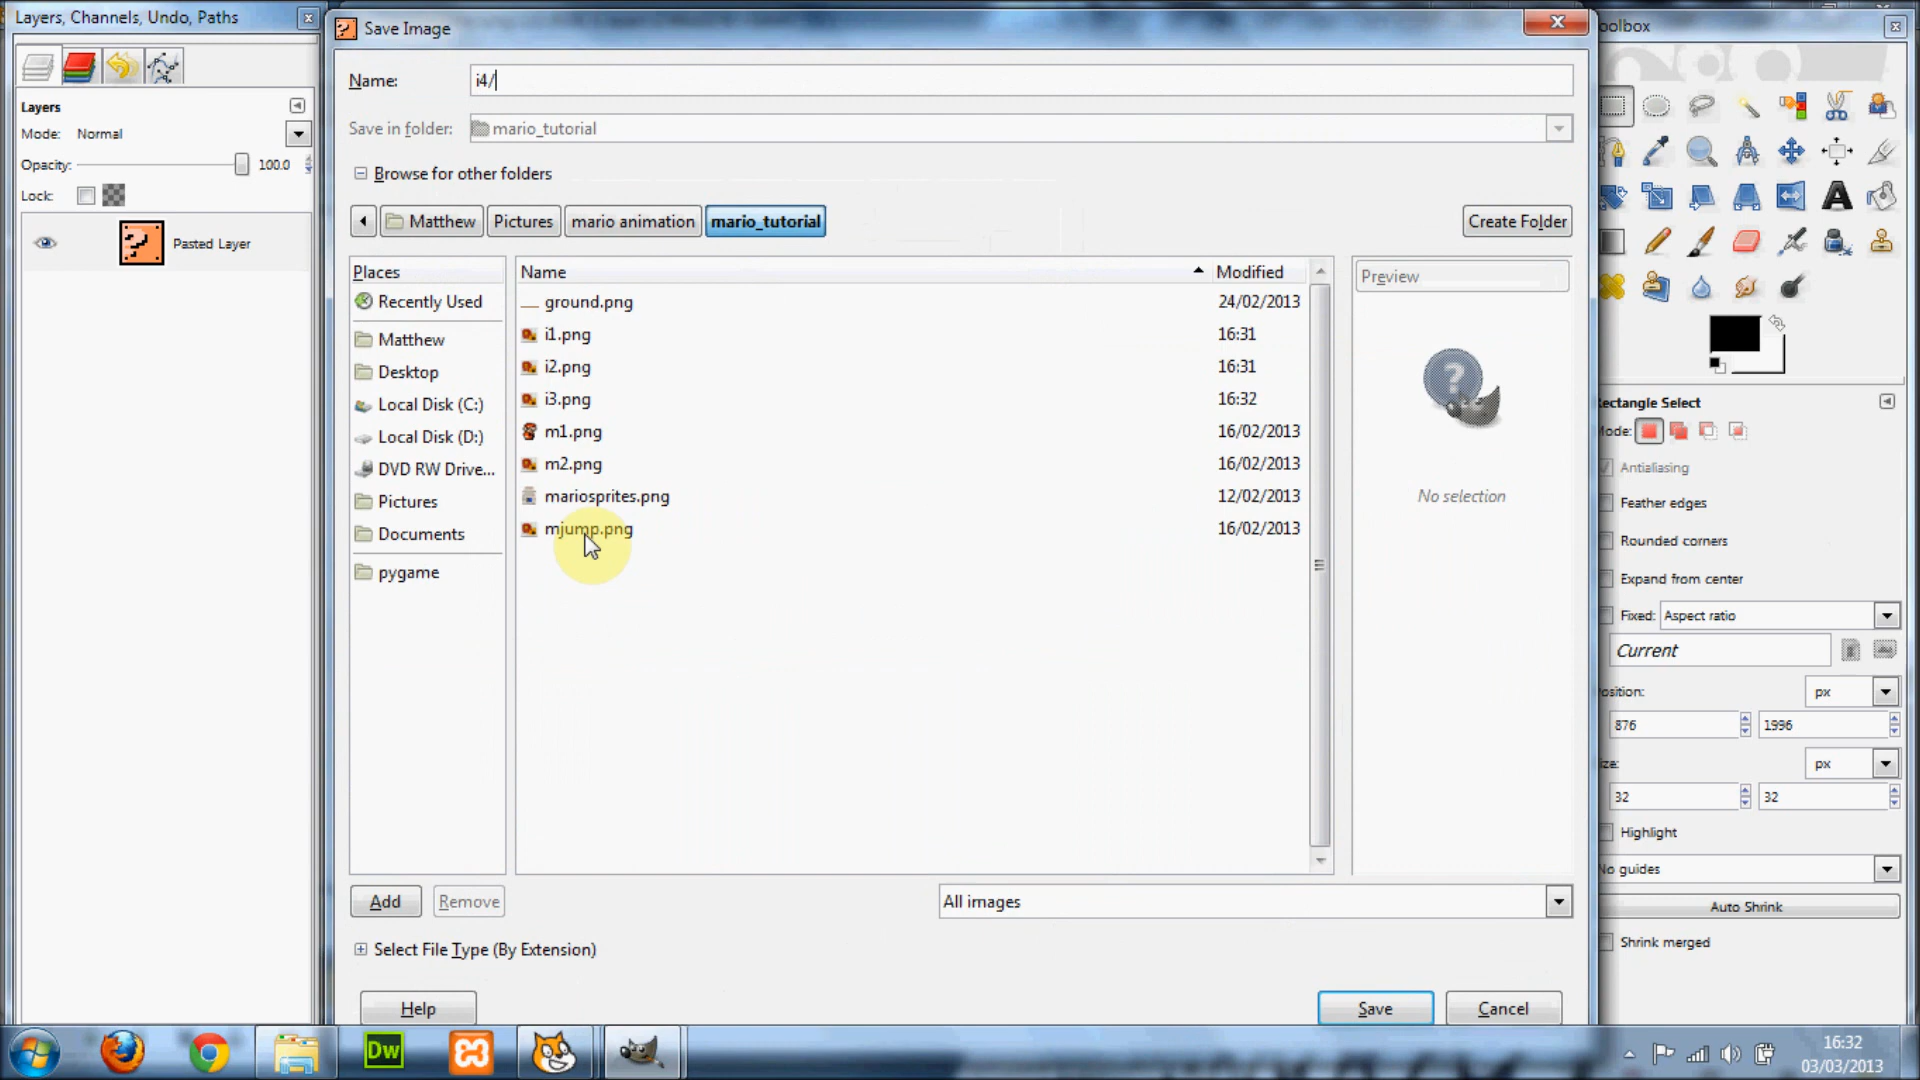 Layers, Channels, Undo, Paths
Layers
Mode: Normal
Opacity: 100.0
Lock:
Pasted Layer
Save Image
Name: i4/
Save in folder: mario_tutorial
Browse for other folders
Matthew Pictures mario animation mario_tutorial Create Folder
Places
Recently Used
Matthew
Desktop
Local Disk (C:)
Local Disk (D:)
DVD RW Drive...
Pictures
Documents
pygame
Name Modified
ground.png 24/02/2013
i1.png 16:31
i2.png 16:31
i3.png 16:32
m1.png 16/02/2013
m2.png 16/02/2013
mariosprites.png 12/02/2013
mjump.png 16/02/2013
Preview
No selection
Add Remove All images
Select File Type (By Extension)
Help Save Cancel
oolbox
Rectangle Select
Mode:
Antialiasing
Feather edges
Rounded corners
Expand from center
Fixed: Aspect ratio
Current
osition: px
876 1996
ize: px
32 32
Highlight
No guides
Auto Shrink
Shrink merged
Dw
16:32
03/03/2013